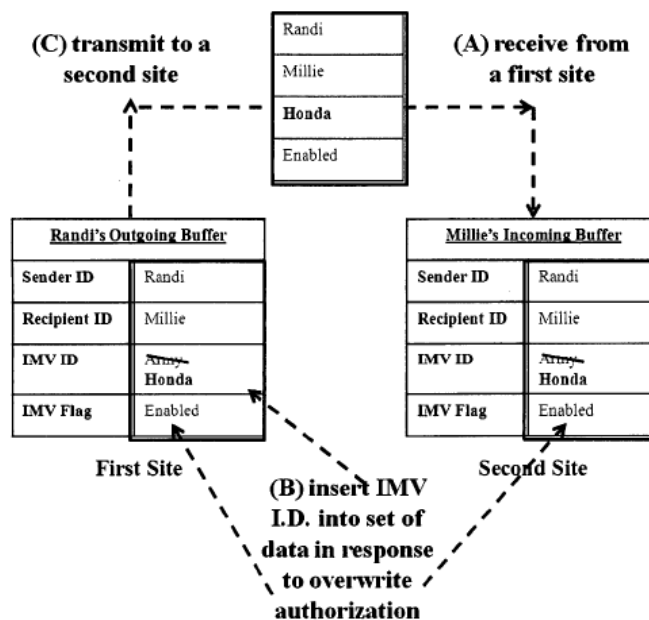 (C) transmit to a
second site
Randi
Millie
Honda
Enabled
(A) receive from
a first site
Randi's Outgoing Buffer
Sender ID Randi
Recipient ID Millie
IMV ID Army
Honda
IMV Flag Enabled
First Site
Millie's Incoming Buffer
Sender ID Randi
Recipient ID Millie
IMV ID Army
Honda
IMV Flag Enabled
Second Site
(B) insert IMV
I.D. into set of
data in response
to overwrite
authorization